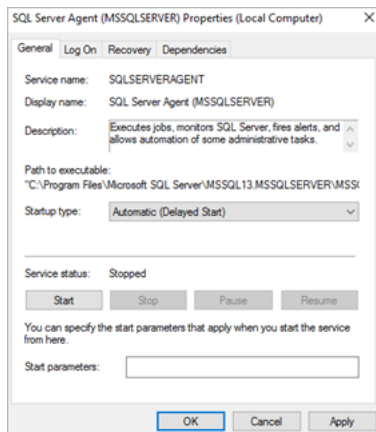 SQL Server Agent (MSSQLSERVER) Properties (Local Computer)
General Log On Recovery Dependencies
Service name: SQLSERVERAGENT
Display name: SQL Server Agent (MSSQLSERVER)
Description: Executes jobs, monitors SQL Server, fires alerts, and
allows automation of some administrative tasks.
Path to executable:
"C:\Program Files\Microsoft SQL Server\MSSQL13.MSSQLSERVER\MSS
Startup type: Automatic (Delayed Start)
Service status: Stopped
Start Stop Pause Resume
You can specify the start parameters that apply when you start the service
from here.
Start parameters:
OK Cancel Apply